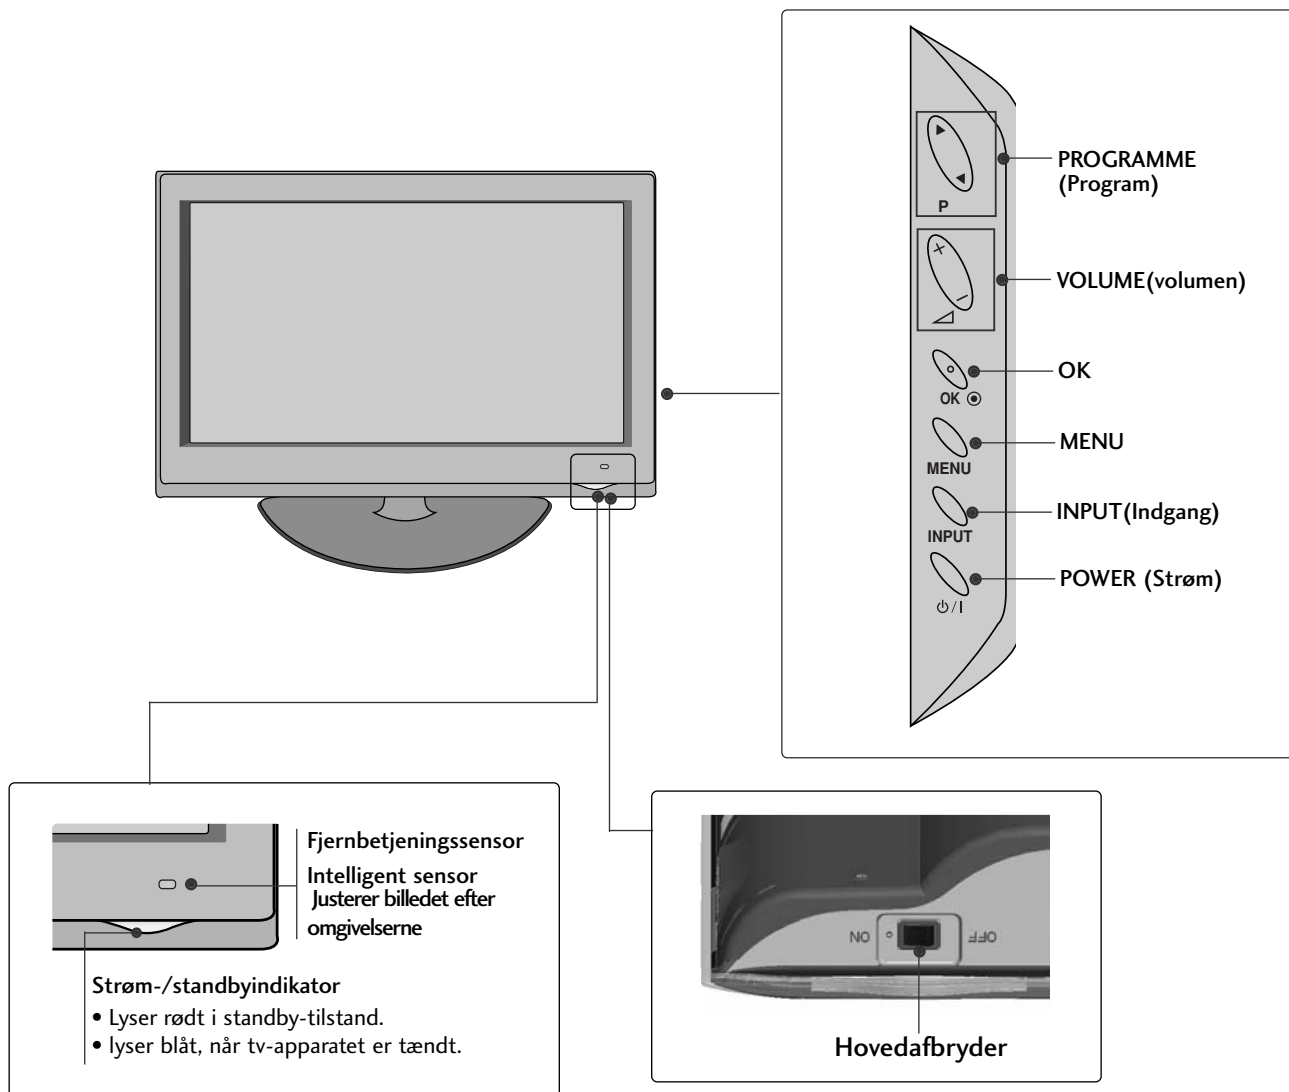 PROGRAMME
(Program)
P
VOLUME(volumen)
OK
OK
MENU
MENU
INPUT(Indgang)
INPUT
POWER (Strøm)
/ I
Fjernbetjeningssensor
Intelligent sensor
Justerer billedet efter
omgivelserne
Strøm-/standbyindikator
• Lyser rødt i standby-tilstand.
• lyser blåt, når tv-apparatet er tændt.
ON
OFF
Hovedafbryder